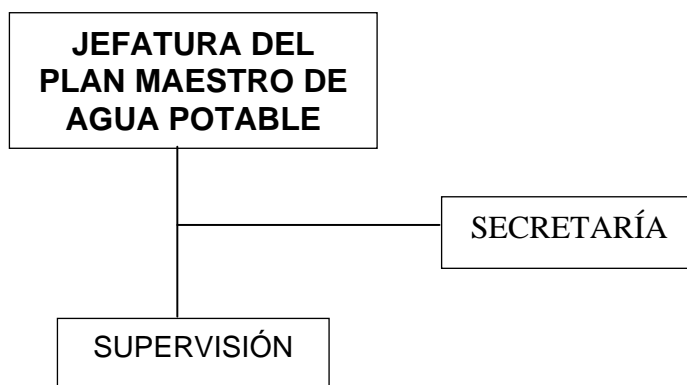 JEFATURA DEL
PLAN MAESTRO DE
AGUA POTABLE
SECRETARÍA
SUPERVISIÓN